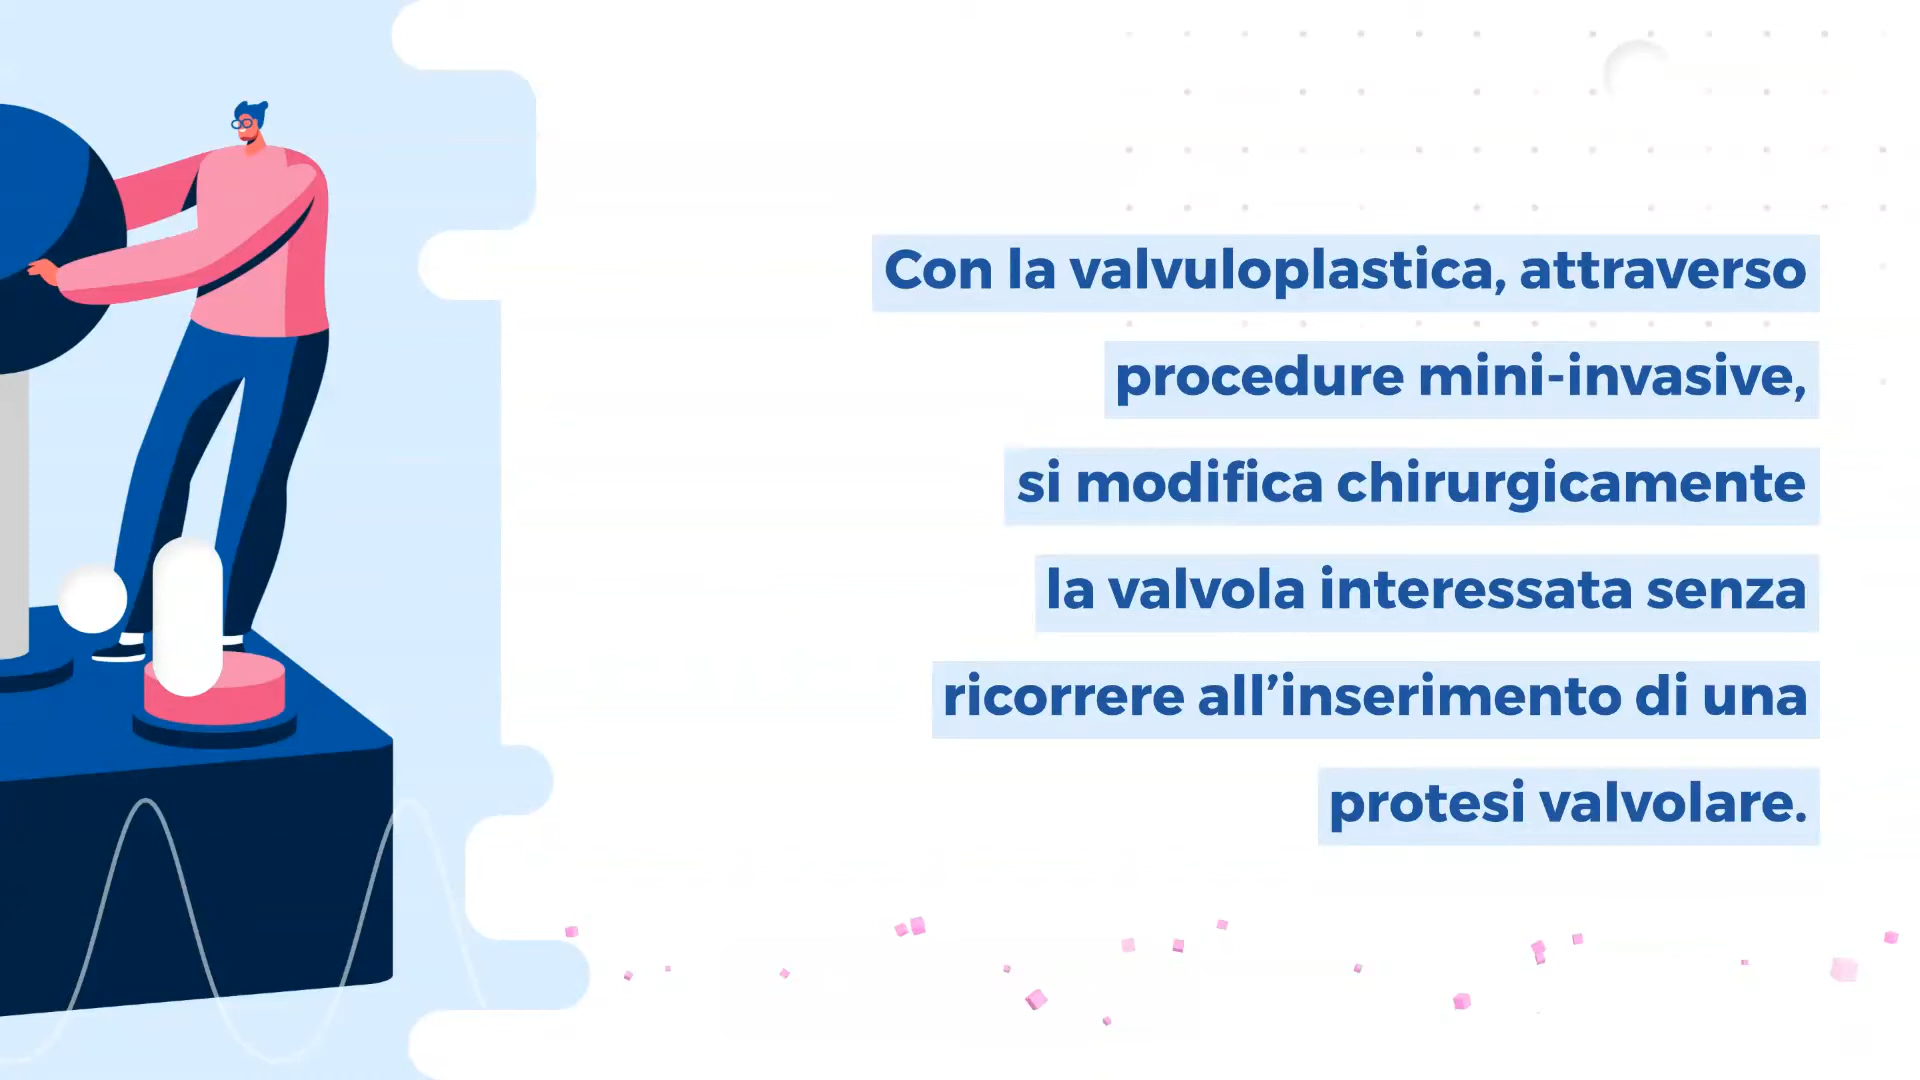 Con la valvuloplastica, attraverso
procedure mini-invasive,
si modifica chirurgicamente
la valvola interessata senza
ricorrere all’inserimento di una
protesi valvolare.